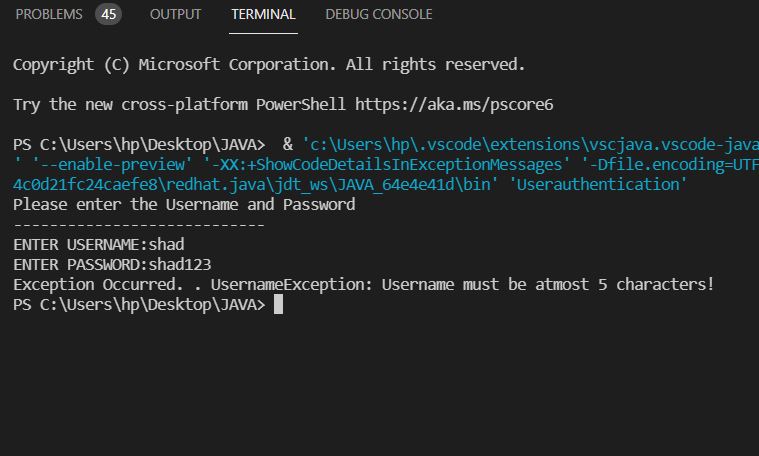 PROBLEMS 45 OUTPUT TERMINAL DEBUG CONSOLE
Copyright (C) Microsoft Corporation. All rights reserved.
Try the new cross-platform PowerShell https://aka.ms/pscore6
PS C:\Users\hp\Desktop\JAVA>  & 'c:\Users\hp\.vscode\extensions\vscjava.vscode-java
' '--enable-preview' '-XX:+ShowCodeDetailsInExceptionMessages' '-Dfile.encoding=UTF
4c0d21fc24caefe8\redhat.java\jdt_ws\JAVA_64e4e41d\bin' 'Userauthentication'
Please enter the Username and Password
----------------------------
ENTER USERNAME:shad
ENTER PASSWORD:shad123
Exception Occurred. . UsernameException: Username must be atmost 5 characters!
PS C:\Users\hp\Desktop\JAVA>